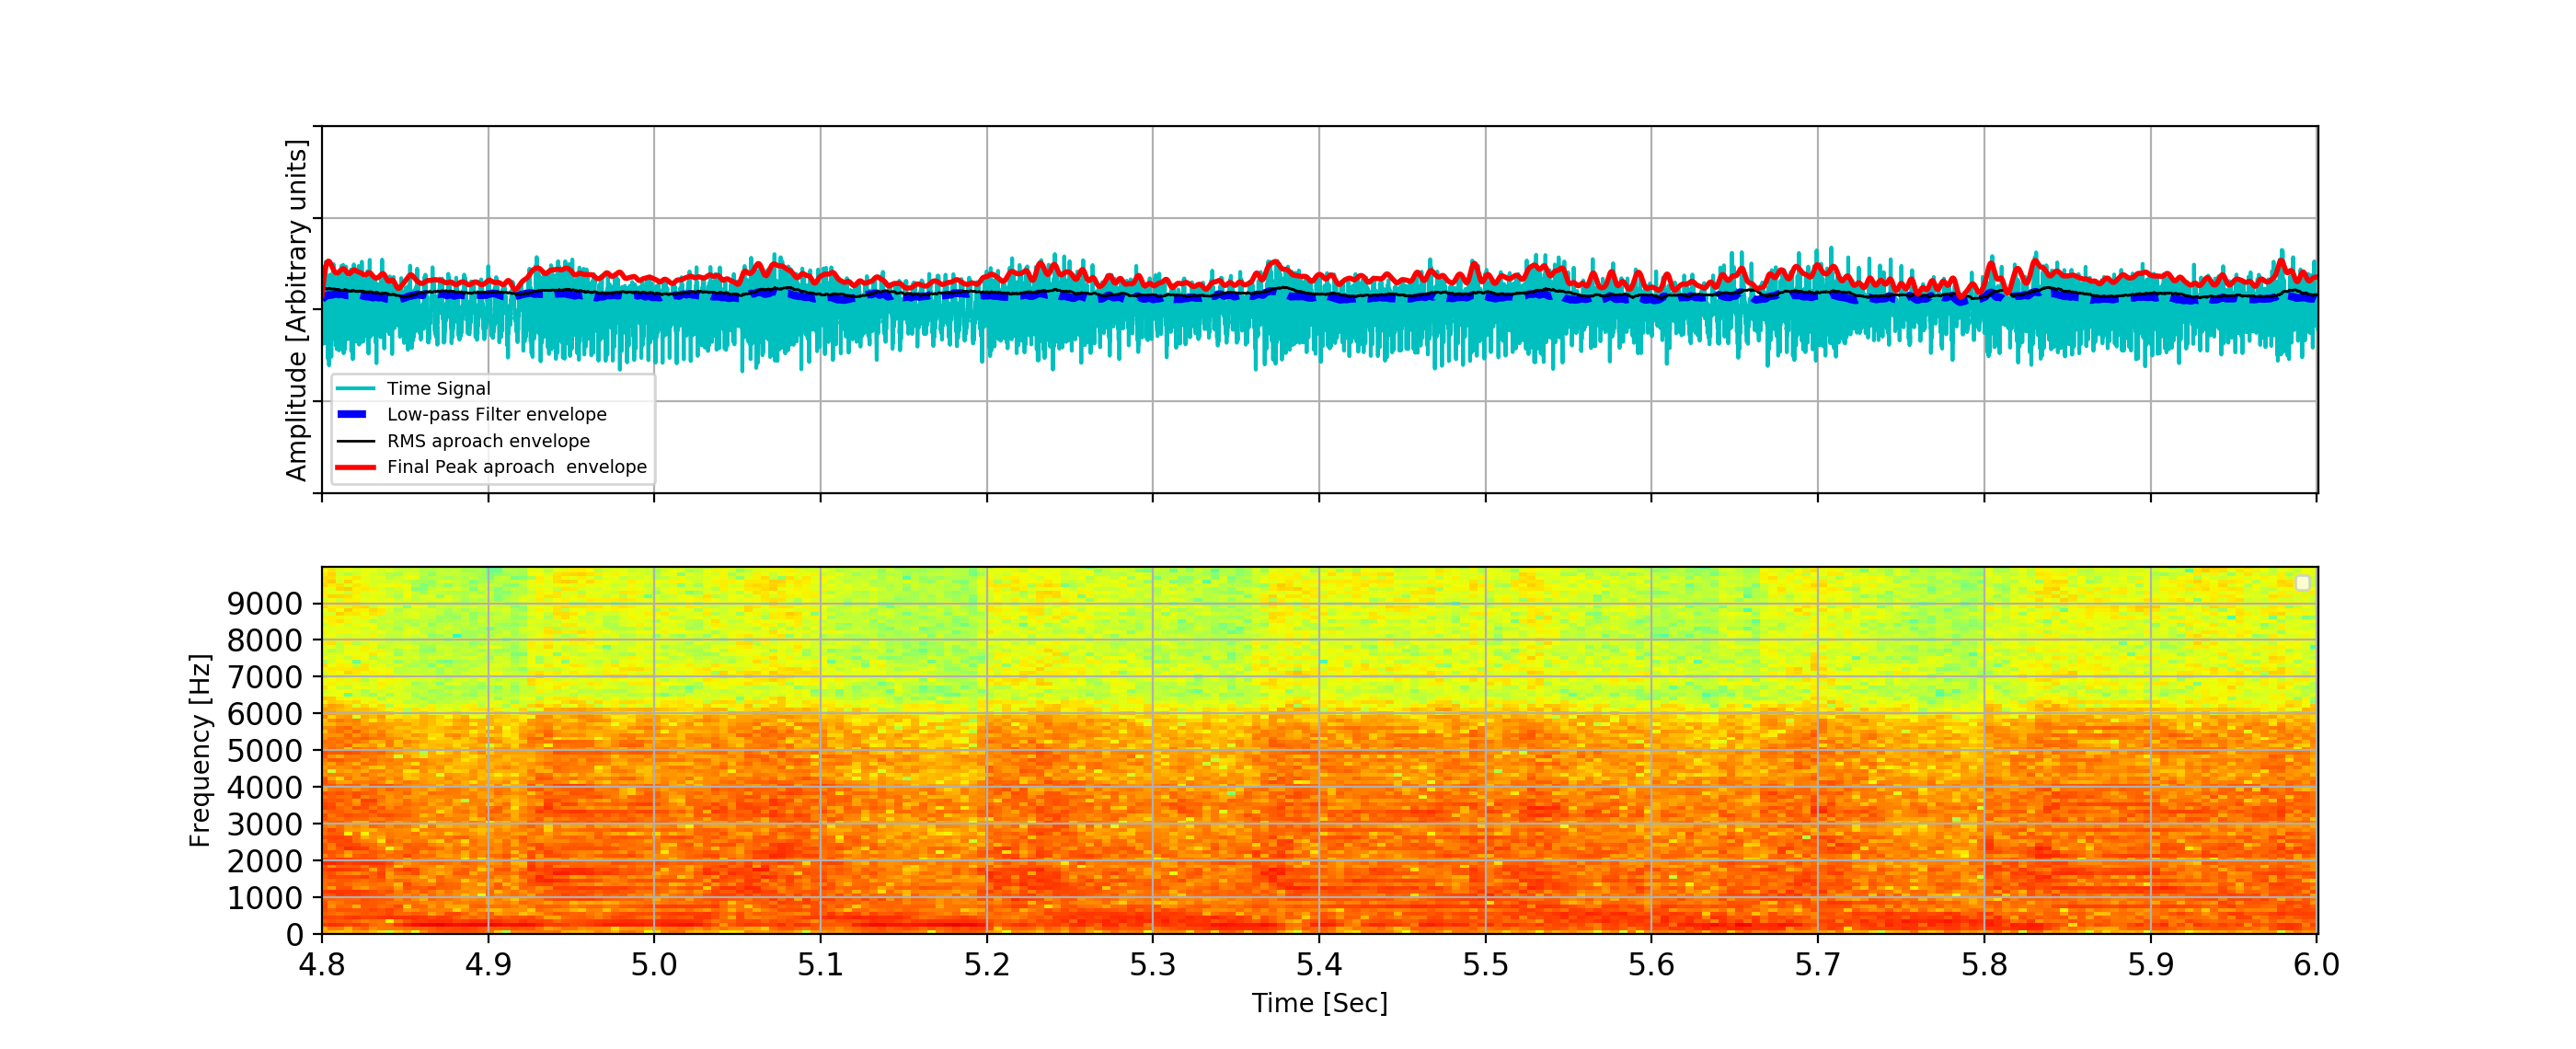 Amplitude [Arbitrary units]
Time Signal
Low-pass Filter envelope
RMS aproach envelope
Final Peak aproach  envelope
Frequency [Hz]
9000
8000
7000
6000
5000
4000
3000
2000
1000
0
4.8 4.9 5.0 5.1 5.2 5.3 5.4 5.5 5.6 5.7 5.8 5.9 6.0
Time [Sec]